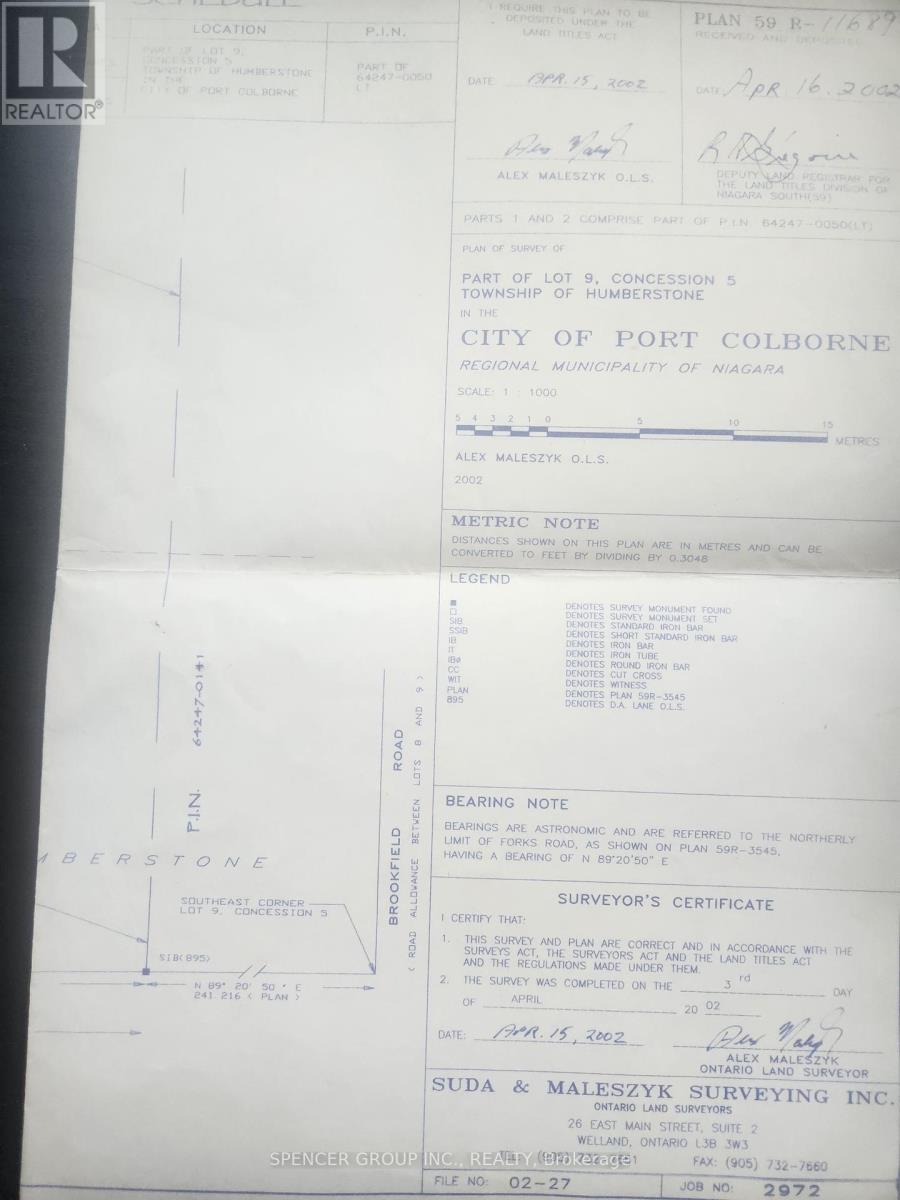 SCHEDULE
LOCATION
P.I.N.
PART OF LOT 9,
CONCESSION 5
TOWNSHIP OF HUMBERSTONE
IN THE
CITY OF PORT COLBORNE
PART OF
64247-0050
LT
REALTOR®
I REQUIRE THIS PLAN TO BE
DEPOSITED UNDER THE
LAND TITLES ACT
DATE APR. 15, 2002
ALEX MALESZYK O.L.S.
PLAN 59 R-11689
RECEIVED AND DEPOSITED
DATE APR 16. 2002
DEPUTY LAND REGISTRAR FOR
THE LAND TITLES DIVISION OF
NIAGARA SOUTH(59)
PARTS 1 AND 2 COMPRISE PART OF P.I.N. 64247-0050(LT)
PLAN OF SURVEY OF
PART OF LOT 9, CONCESSION 5
TOWNSHIP OF HUMBERSTONE
IN THE
CITY OF PORT COLBORNE
REGIONAL MUNICIPALITY OF NIAGARA
SCALE: 1 : 1000
5 4 3 2 1 0 5 10 15
METRES
ALEX MALESZYK O.L.S.
2002
METRIC NOTE
DISTANCES SHOWN ON THIS PLAN ARE IN METRES AND CAN BE
CONVERTED TO FEET BY DIVIDING BY 0.3048
LEGEND
DENOTES SURVEY MONUMENT FOUND
DENOTES SURVEY MONUMENT SET
SIB DENOTES STANDARD IRON BAR
SSIB DENOTES SHORT STANDARD IRON BAR
IB DENOTES IRON BAR
IT DENOTES IRON TUBE
IBø DENOTES ROUND IRON BAR
CC DENOTES CUT CROSS
WIT DENOTES WITNESS
PLAN DENOTES PLAN 59R-3545
895 DENOTES D.A. LANE O.L.S.
P.I.N. 64247-0141
BROOKFIELD ROAD
( ROAD ALLOWANCE BETWEEN LOTS 8 AND 9 )
MBERSTONE
SOUTHEAST CORNER
LOT 9, CONCESSION 5
SIB(895)
N 89° 20' 50" E
241.216 ( PLAN )
BEARING NOTE
BEARINGS ARE ASTRONOMIC AND ARE REFERRED TO THE NORTHERLY
LIMIT OF FORKS ROAD, AS SHOWN ON PLAN 59R-3545,
HAVING A BEARING OF N 89°20'50" E
SURVEYOR'S CERTIFICATE
I CERTIFY THAT:
1. THIS SURVEY AND PLAN ARE CORRECT AND IN ACCORDANCE WITH THE
SURVEYS ACT, THE SURVEYORS ACT AND THE LAND TITLES ACT
AND THE REGULATIONS MADE UNDER THEM.
2. THE SURVEY WAS COMPLETED ON THE 3rd DAY
OF APRIL 20 02
DATE: APR. 15, 2002
ALEX MALESZYK
ONTARIO LAND SURVEYOR
SUDA & MALESZYK SURVEYING INC.
ONTARIO LAND SURVEYORS
26 EAST MAIN STREET, SUITE 2
WELLAND, ONTARIO L3B 3W3
FAX: (905) 732-7660
SPENCER GROUP INC., REALTY, Brokerage
FILE NO: 02-27
JOB NO: 2972